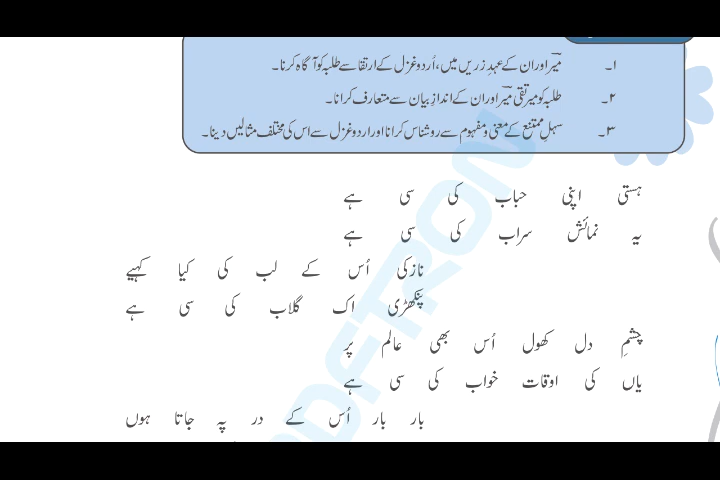 ۱۔ میرؔ اور ان کے عہدِ زریں میں، اُردو غزل کے ارتقا سے طلبہ کو آگاہ کرنا۔
۲۔ طلبہ کو میر تقی میرؔ اور ان کے اندازِ بیان سے متعارف کرانا۔
۳۔ سہلِ ممتنع کے معنی و مفہوم سے روشناس کرانا اور اردو غزل سے اس کی مختلف مثالیں دینا۔
ہستی اپنی حباب کی سی ہے
یہ نمائش سراب کی سی ہے
نازکی اُس کے لب کی کیا کہیے
پنکھڑی اک گلاب کی سی ہے
چشمِ دل کھول اُس بھی عالم پر
یاں کی اوقات خواب کی سی ہے
بار بار اُس کے در پہ جاتا ہوں
PDFTRON